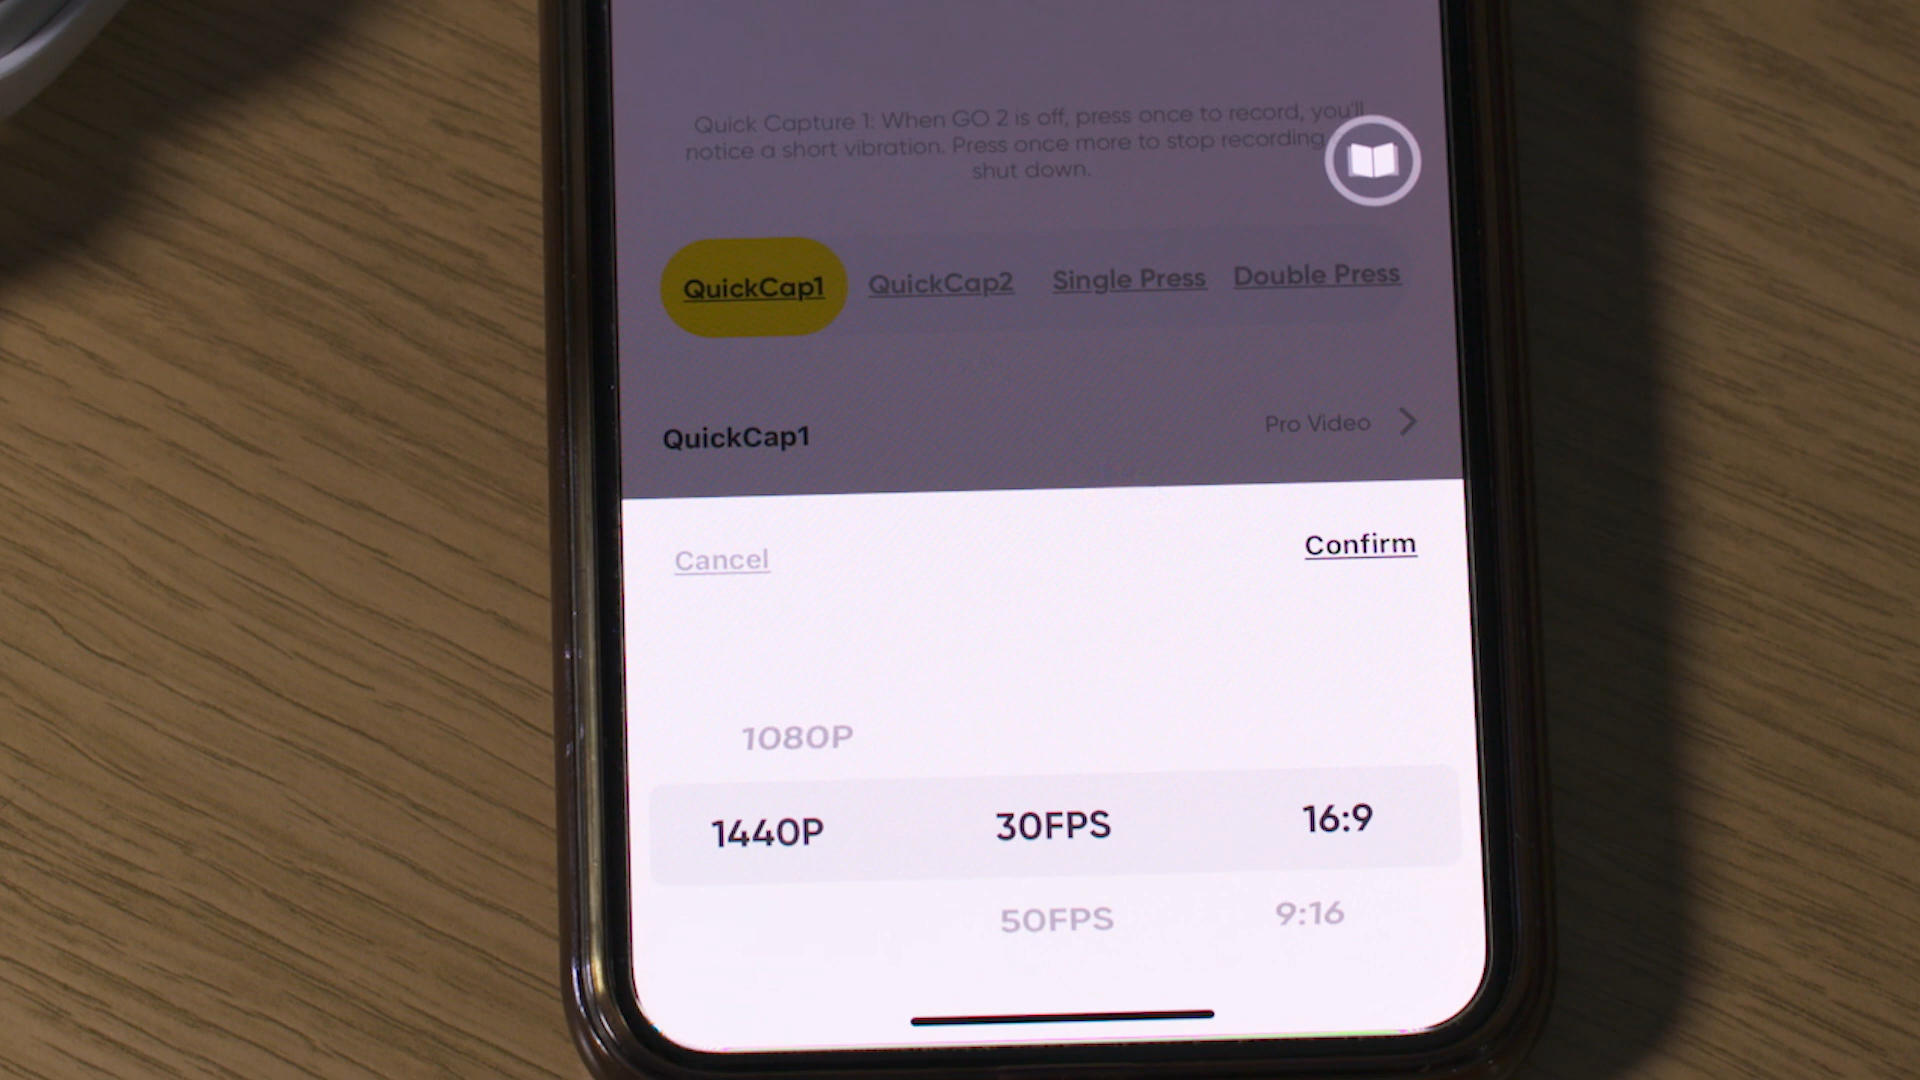 Quick Capture 1: When GO 2 is off, press once to record, you'll
notice a short vibration. Press once more to stop recording
shut down.
QuickCap1 QuickCap2 Single Press Double Press
QuickCap1 Pro Video
Cancel Confirm
1080P
1440P 30FPS 16:9
50FPS 9:16